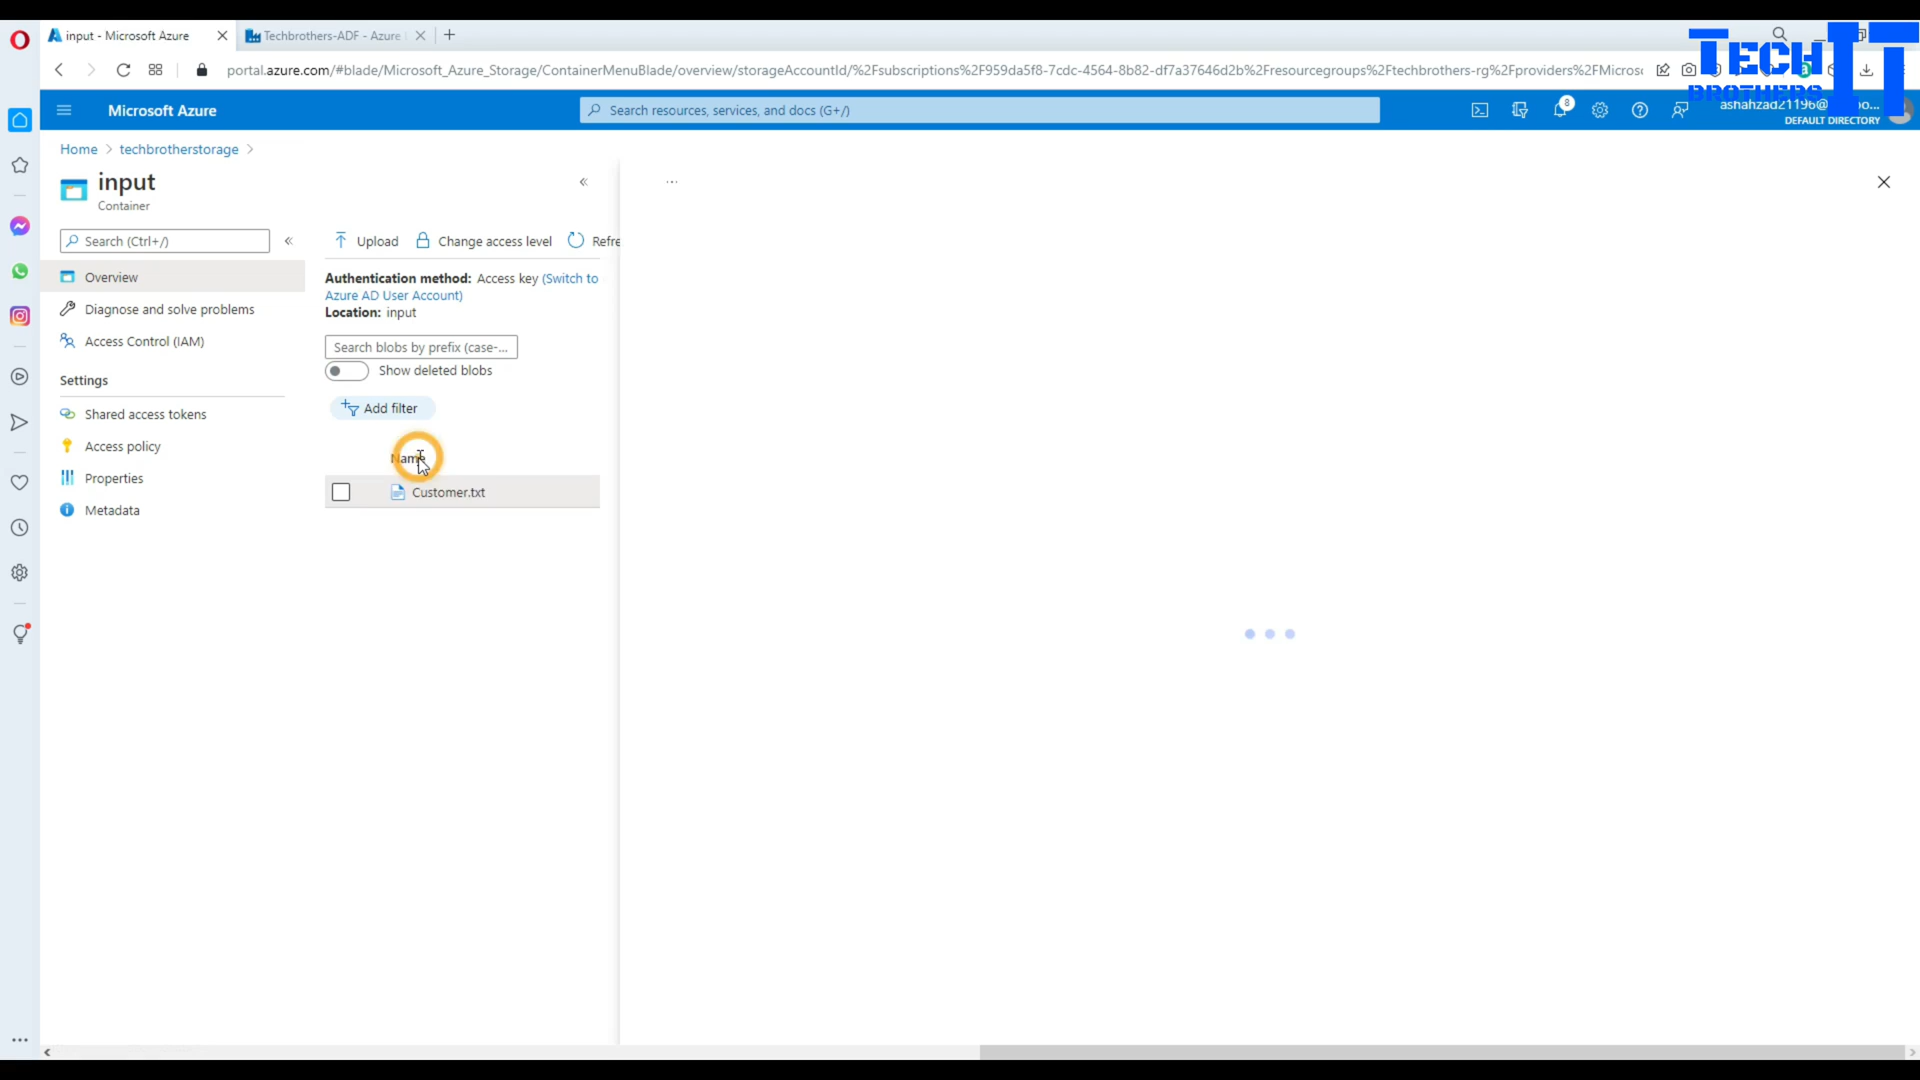 input - Microsoft Azure
Techbrothers-ADF - Azure
portal.azure.com/#blade/Microsoft_Azure_Storage/ContainerMenuBlade/overview/storageAccountId/%2Fsubscriptions%2F959da5f8-7cdc-4564-8b82-df7a37646d2b%2Fresourcegroups%2Ftechbrothers-rg%2Fproviders%2FMicros
TECH IT
BROTHERS
Microsoft Azure
Search resources, services, and docs (G+/)
8
DEFAULT DIRECTORY
Home > techbrotherstorage >
input
Container
Search (Ctrl+/)
Overview
Diagnose and solve problems
Access Control (IAM)
Settings
Shared access tokens
Access policy
Properties
Metadata
Upload
Change access level
Refre
Authentication method: Access key (Switch to
Azure AD User Account)
Location: input
Search blobs by prefix (case-...
Show deleted blobs
Add filter
Name
Customer.txt